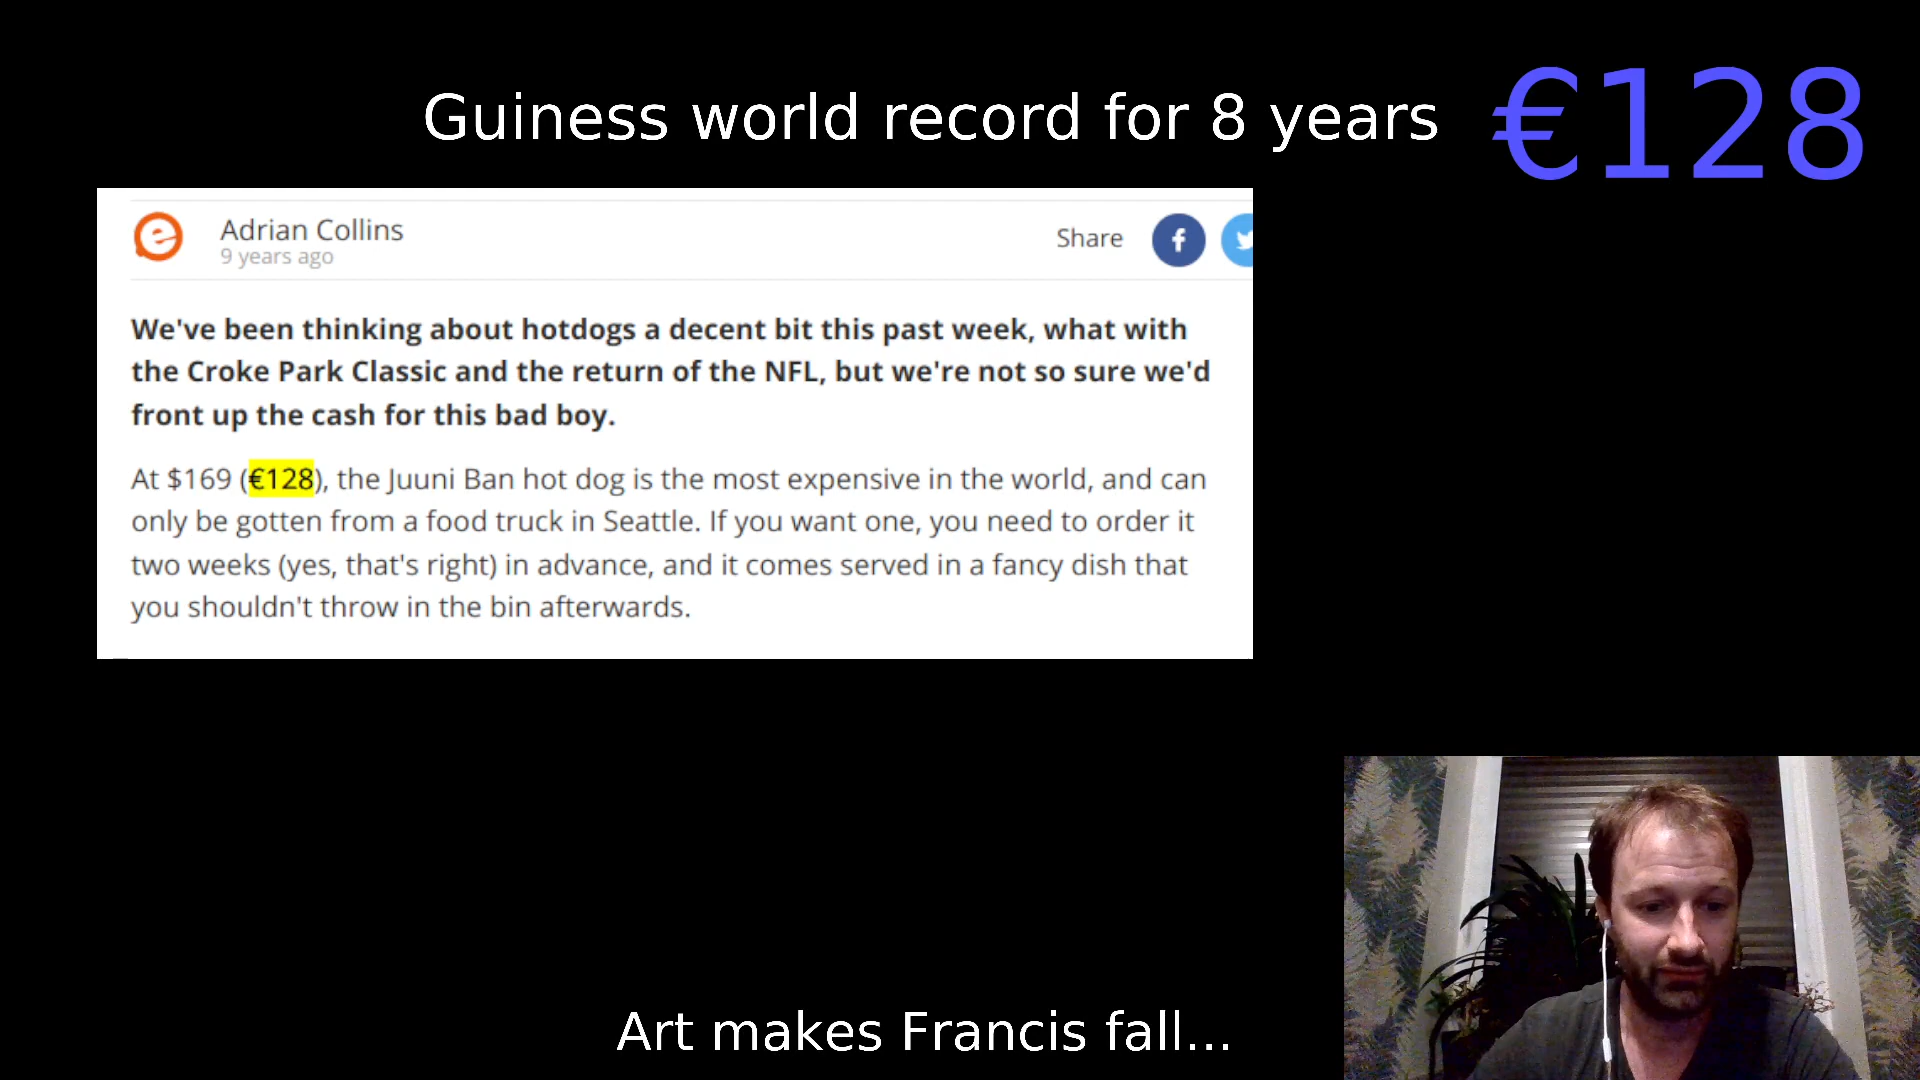 Guiness world record for 8 years
€128
Adrian Collins
9 years ago
Share
We've been thinking about hotdogs a decent bit this past week, what with
the Croke Park Classic and the return of the NFL, but we're not so sure we'd
front up the cash for this bad boy.
At $169 (€128), the Juuni Ban hot dog is the most expensive in the world, and can
only be gotten from a food truck in Seattle. If you want one, you need to order it
two weeks (yes, that's right) in advance, and it comes served in a fancy dish that
you shouldn't throw in the bin afterwards.
Art makes Francis fall...